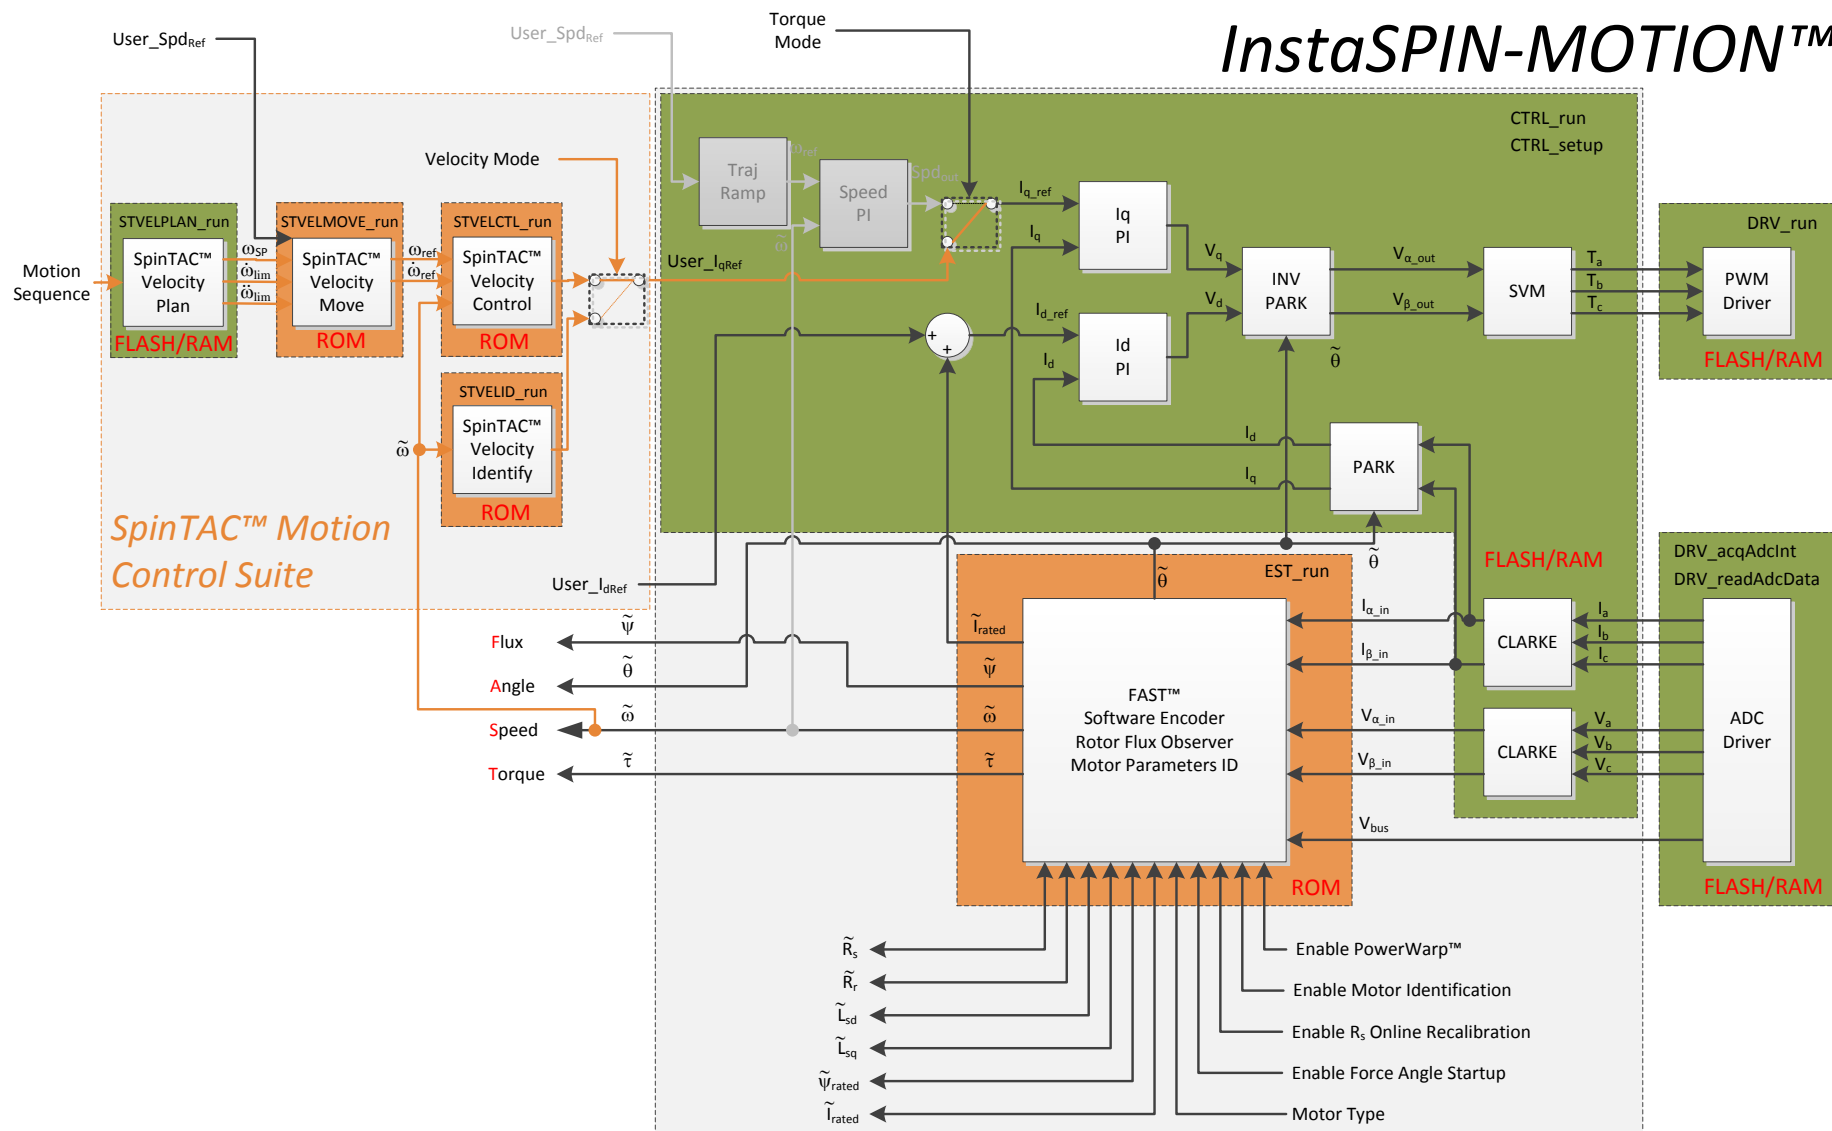 InstaSPIN-MOTION™
User_SpdRef
User_SpdRef
Torque
Mode
CTRL_run
CTRL_setup
Velocity Mode
Traj
Ramp
ωref
Speed
PI
Spdout
ω̃
Iq_ref
Iq
Iq
PI
Vq
STVELPLAN_run
SpinTAC™
Velocity
Plan
FLASH/RAM
Motion
Sequence
ωSP
ω̇lim
ω̈lim
STVELMOVE_run
SpinTAC™
Velocity
Move
ROM
ωref
ω̇ref
STVELCTL_run
SpinTAC™
Velocity
Control
ROM
User_IqRef
INV
PARK
Vα_out
Vβ_out
SVM
Ta
Tb
Tc
DRV_run
PWM
Driver
FLASH/RAM
Id_ref
Id
Id
PI
Vd
θ̃
+
+
STVELID_run
SpinTAC™
Velocity
Identify
ROM
ω̃
Id
Iq
PARK
SpinTAC™ Motion
Control Suite
User_IdRef
θ̃
θ̃
EST_run
FLASH/RAM
DRV_acqAdcInt
DRV_readAdcData
Flux
ψ̃
Angle
θ̃
Speed
ω̃
Torque
τ̃
Ĩrated
ψ̃
ω̃
τ̃
FAST™
Software Encoder
Rotor Flux Observer
Motor Parameters ID
ROM
Iα_in
Iβ_in
Vα_in
Vβ_in
Vbus
CLARKE
CLARKE
Ia
Ib
Ic
Va
Vb
Vc
ADC
Driver
FLASH/RAM
R̃s
R̃r
L̃sd
L̃sq
ψ̃rated
Ĩrated
Enable PowerWarp™
Enable Motor Identification
Enable Rs Online Recalibration
Enable Force Angle Startup
Motor Type